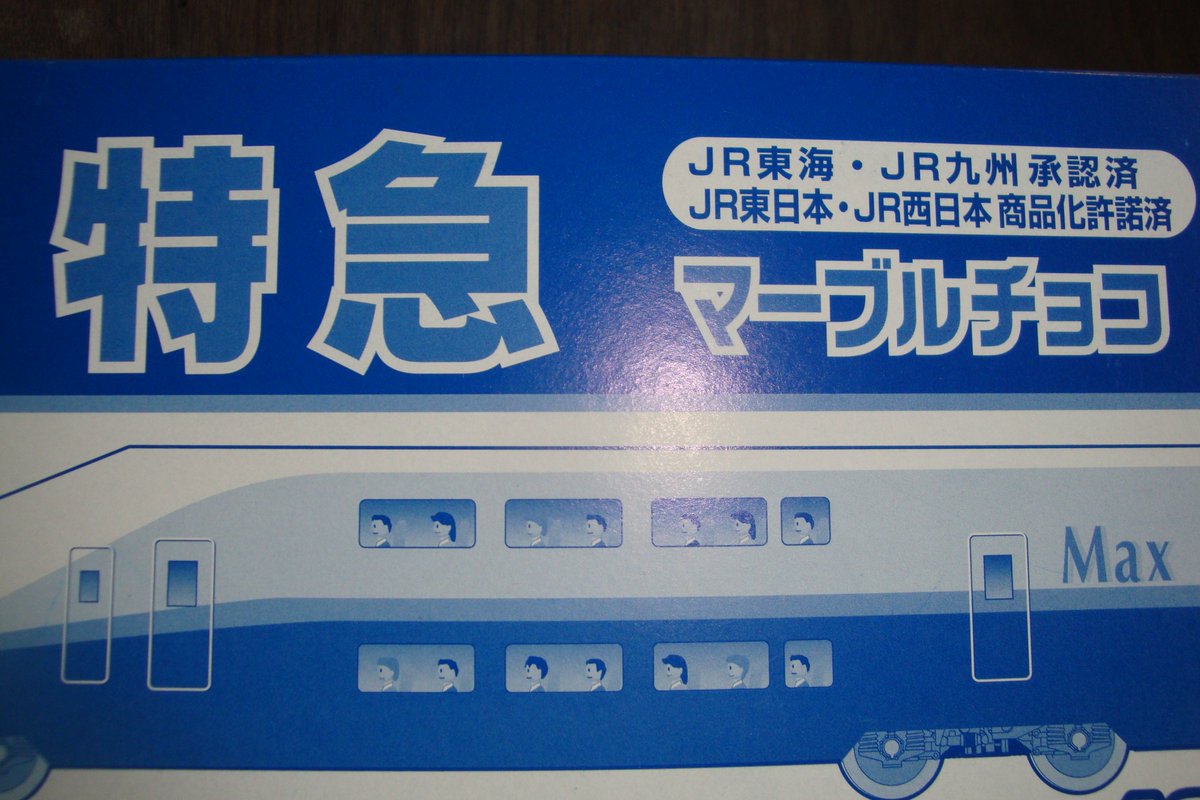 特急
JR東海・JR九州 承認済
JR東日本・JR西日本 商品化許諾済
マーブルチョコ
Max